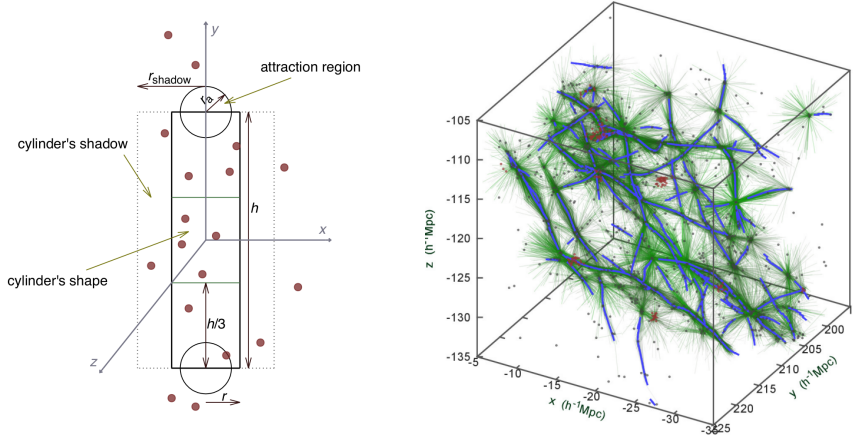 y
r_shadow
attraction region
r_a
cylinder's shadow
h
x
cylinder's shape
h/3
z
r
-105
-110
-115
-120
-125
-130
-135
z (h⁻¹Mpc)
-5
-10
-15
-20
-25
-30
-35
x (h⁻¹Mpc)
225
220
215
210
205
200
y (h⁻¹Mpc)